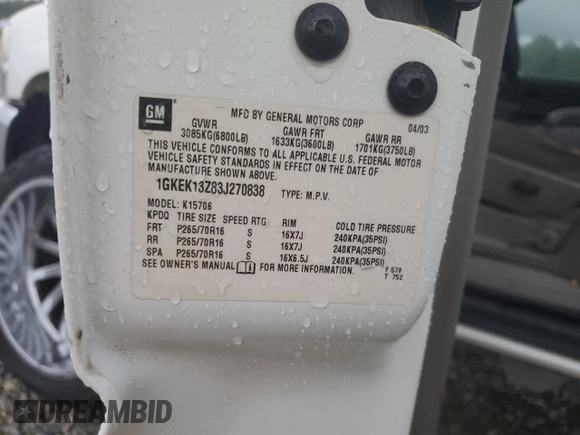 GM
MFD BY GENERAL MOTORS CORP 04/03
GVWR GAWR FRT GAWR RR
3085KG(6800LB) 1633KG(3600LB) 1701KG(3750LB)
THIS VEHICLE CONFORMS TO ALL APPLICABLE U.S. FEDERAL MOTOR
VEHICLE SAFETY STANDARDS IN EFFECT ON THE DATE OF
MANUFACTURE SHOWN ABOVE.
1GKEK13Z83J270838 TYPE: M.P.V.
MODEL: K15706
KPDQ TIRE SIZE SPEED RTG RIM COLD TIRE PRESSURE
FRT P265/70R16 S 16X7J 240KPA(35PSI)
RR P265/70R16 S 16X7J 240KPA(35PSI)
SPA P265/70R16 S 16X6.5J 240KPA(35PSI)
SEE OWNER'S MANUAL FOR MORE INFORMATION. F 578
T 752
DREAMBID